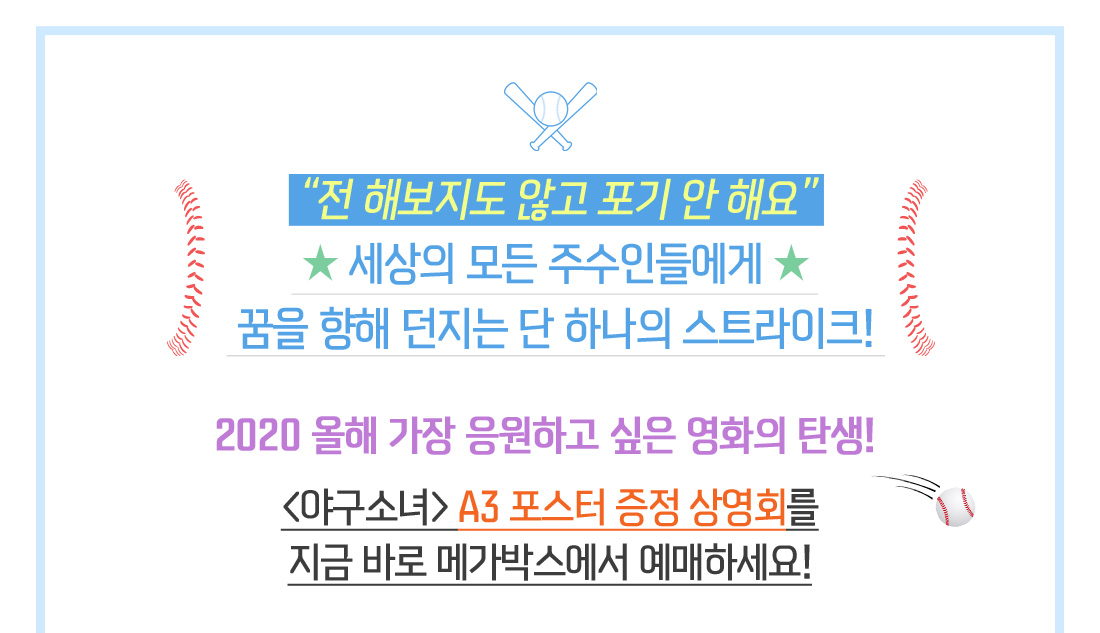 “전 해보지도 않고 포기 안 해요”
★ 세상의 모든 주수인들에게 ★
꿈을 향해 던지는 단 하나의 스트라이크!
2020 올해 가장 응원하고 싶은 영화의 탄생!
<야구소녀> A3 포스터 증정 상영회를
지금 바로 메가박스에서 예매하세요!